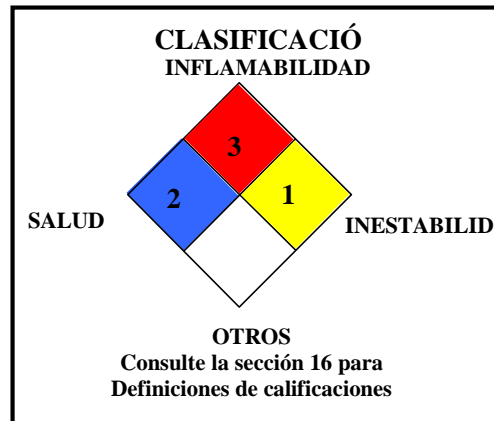 CLASIFICACIÓ
INFLAMABILIDAD
3
2
1
SALUD
INESTABILID
OTROS
Consulte la sección 16 para
Definiciones de calificaciones